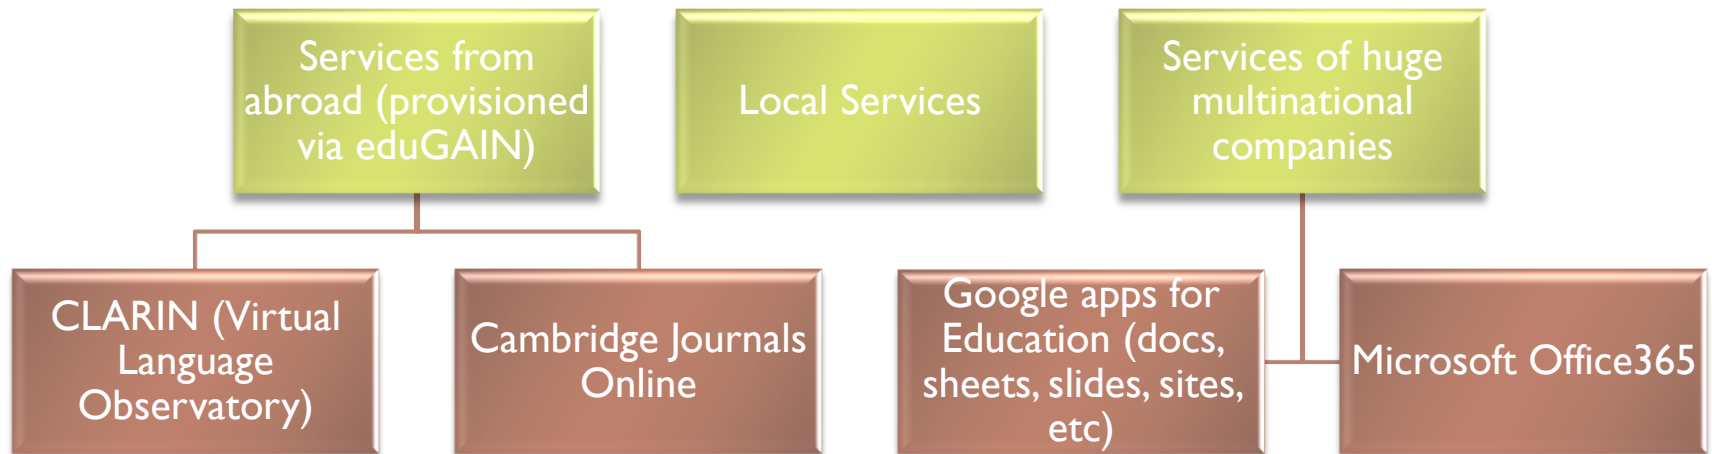 Services from
abroad (provisioned
via eduGAIN)
Local Services
Services of huge
multinational
companies
CLARIN (Virtual
Language
Observatory)
Cambridge Journals
Online
Google apps for
Education (docs,
sheets, slides, sites,
etc)
Microsoft Office365